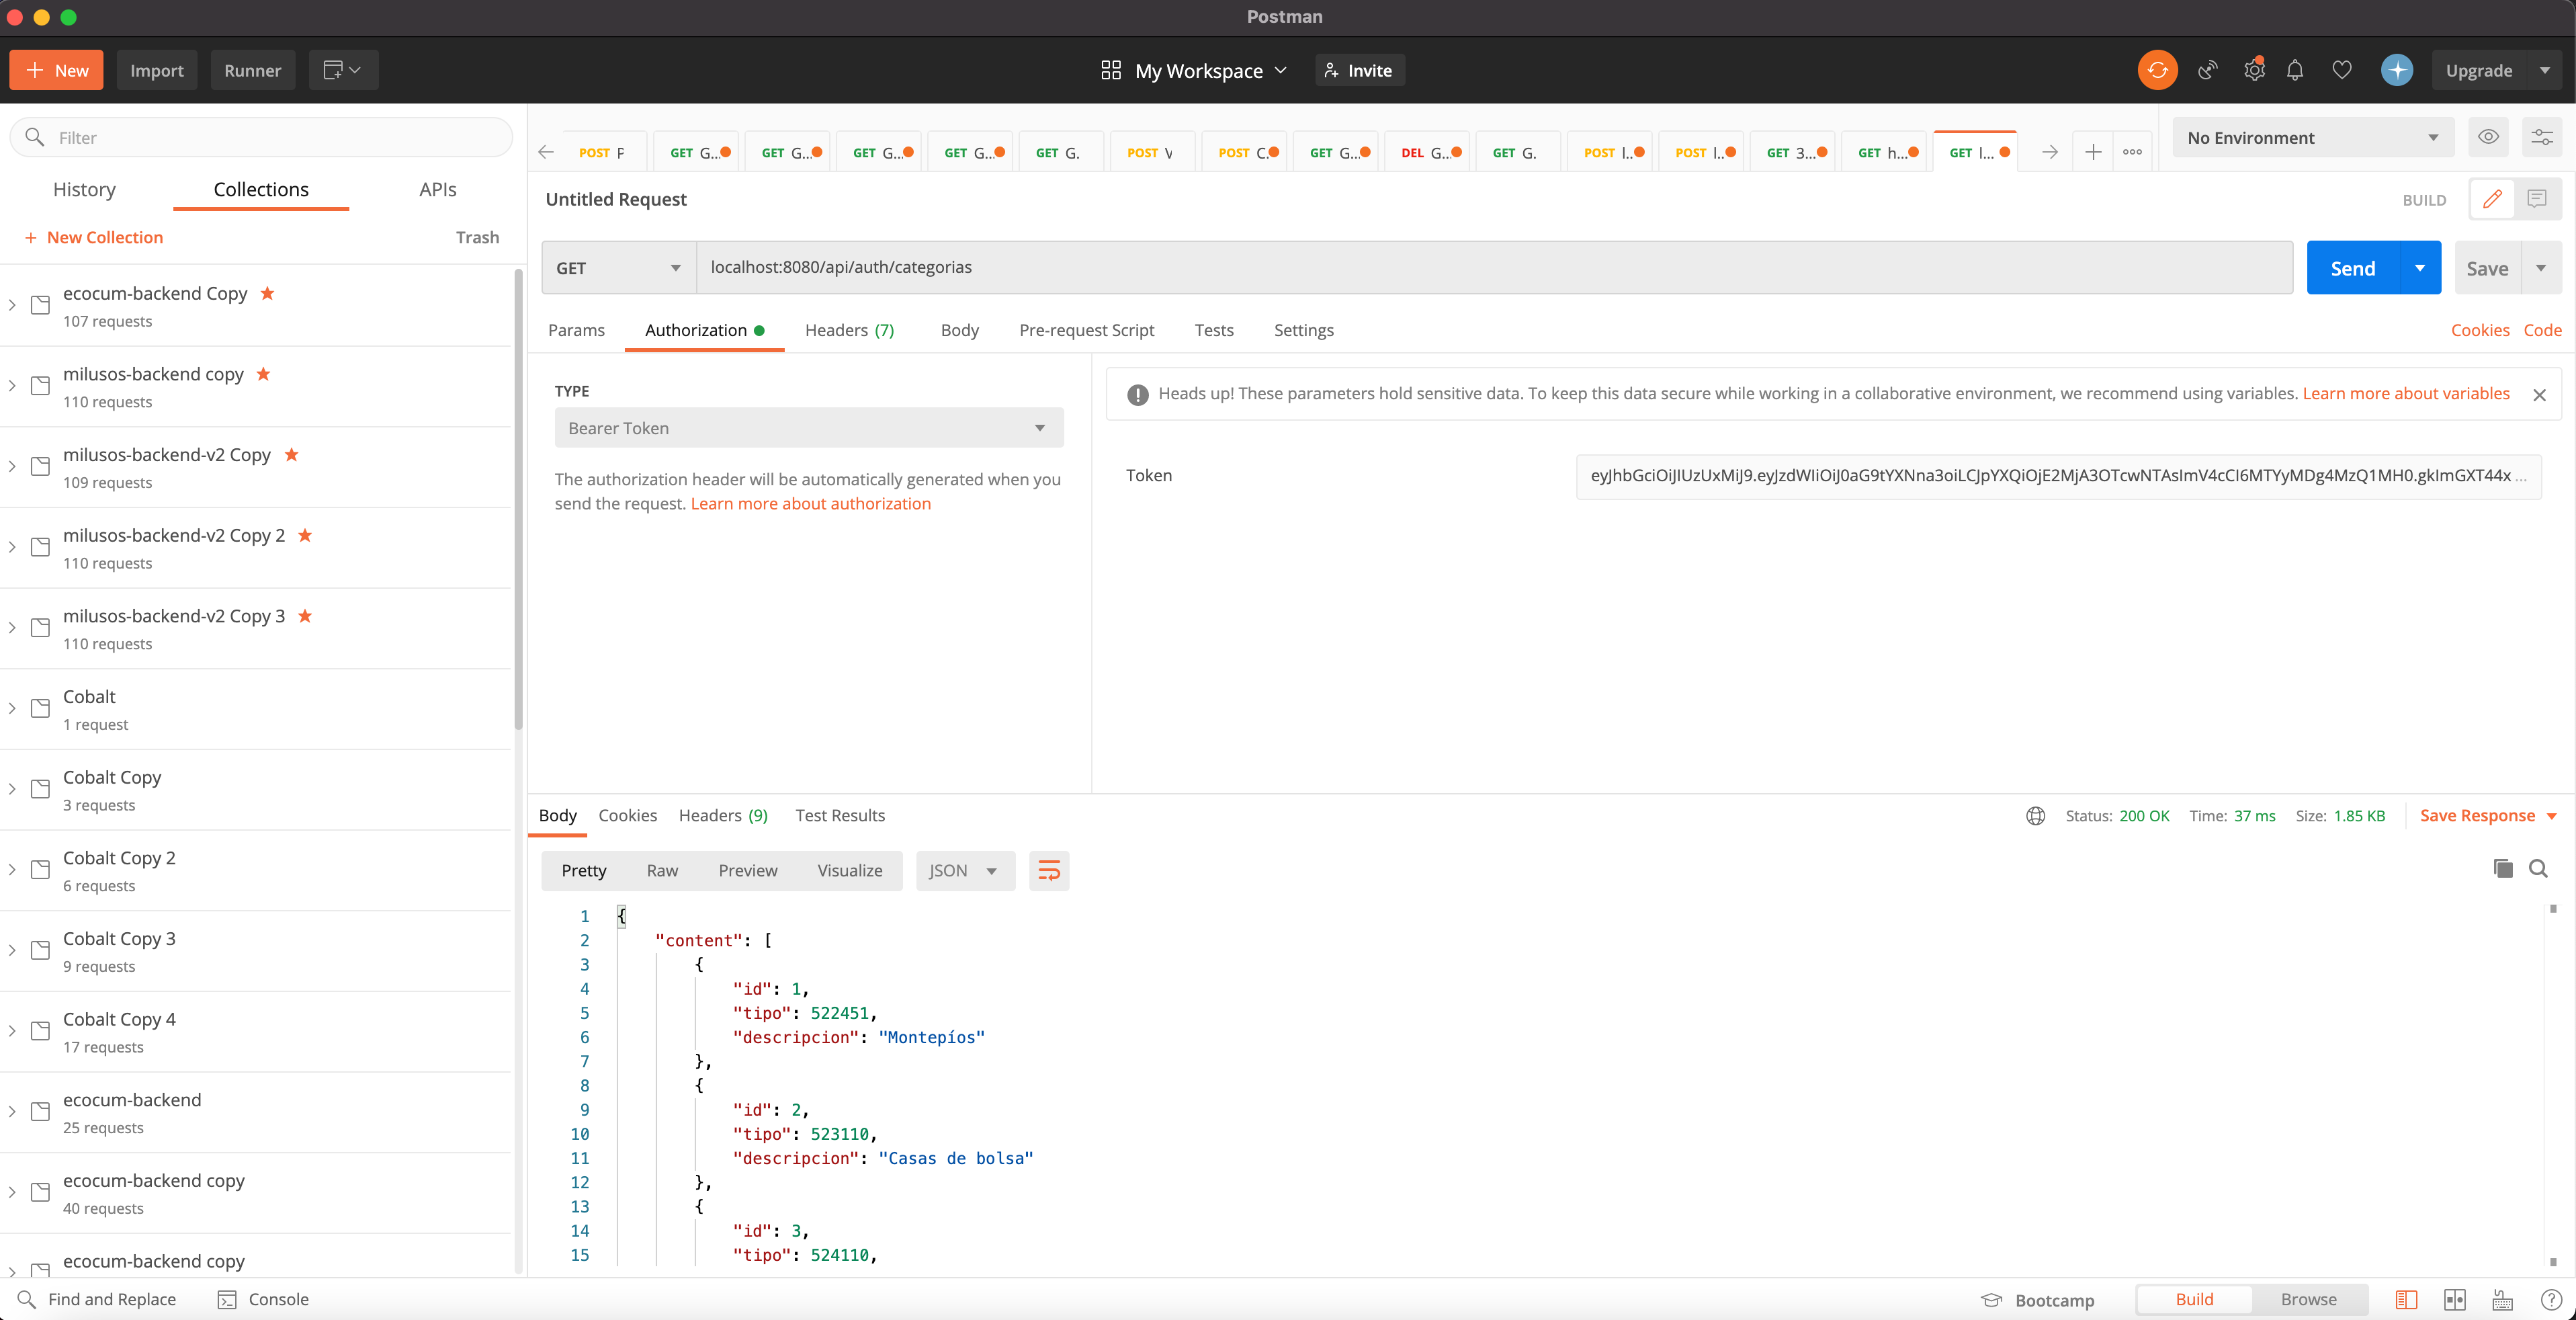 Postman
New
Import
Runner
My Workspace
Invite
Upgrade
Filter
History
Collections
APIs
+ New Collection
Trash
ecocum-backend Copy
107 requests
milusos-backend copy
110 requests
milusos-backend-v2 Copy
109 requests
milusos-backend-v2 Copy 2
110 requests
milusos-backend-v2 Copy 3
110 requests
Cobalt
1 request
Cobalt Copy
3 requests
Cobalt Copy 2
6 requests
Cobalt Copy 3
9 requests
Cobalt Copy 4
17 requests
ecocum-backend
25 requests
ecocum-backend copy
40 requests
ecocum-backend copy
POST
GET G...
GET G...
GET G...
GET G...
GET G.
POST
POST C...
GET G...
DEL G...
GET G.
POST l...
POST l...
GET 3...
GET h...
GET l...
No Environment
Untitled Request
BUILD
GET
localhost:8080/api/auth/categorias
Send
Save
Params
Authorization
Headers (7)
Body
Pre-request Script
Tests
Settings
Cookies
Code
TYPE
Bearer Token
The authorization header will be automatically generated when you
send the request. Learn more about authorization
Heads up! These parameters hold sensitive data. To keep this data secure while working in a collaborative environment, we recommend using variables. Learn more about variables
Token
Body
Cookies
Headers (9)
Test Results
Status: 200 OK
Time: 37 ms
Size: 1.85 KB
Save Response
Pretty
Raw
Preview
Visualize
JSON
1 {
2 "content": [
3 {
4 "id": 1,
5 "tipo": 522451,
6 "descripcion": "Montepíos"
7 },
8 {
9 "id": 2,
10 "tipo": 523110,
11 "descripcion": "Casas de bolsa"
12 },
13 {
14 "id": 3,
15 "tipo": 524110,
Find and Replace
Console
Bootcamp
Build
Browse